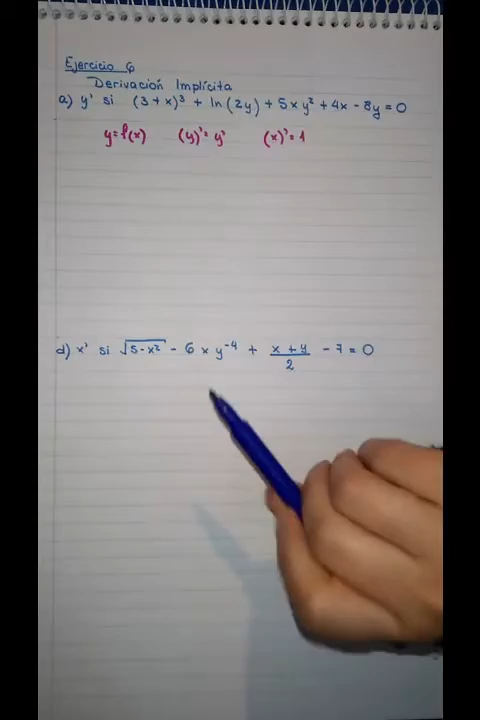 Ejercicio 6
Derivación Implícita
a) y' si (3+x)³ + ln(2y) + 5xy² + 4x - 8y = 0
y=f(x) (y)'= y' (x)'= 1
d) x' si √(5-x²) - 6xy⁻⁴ + (x+y)/2 - 7 = 0